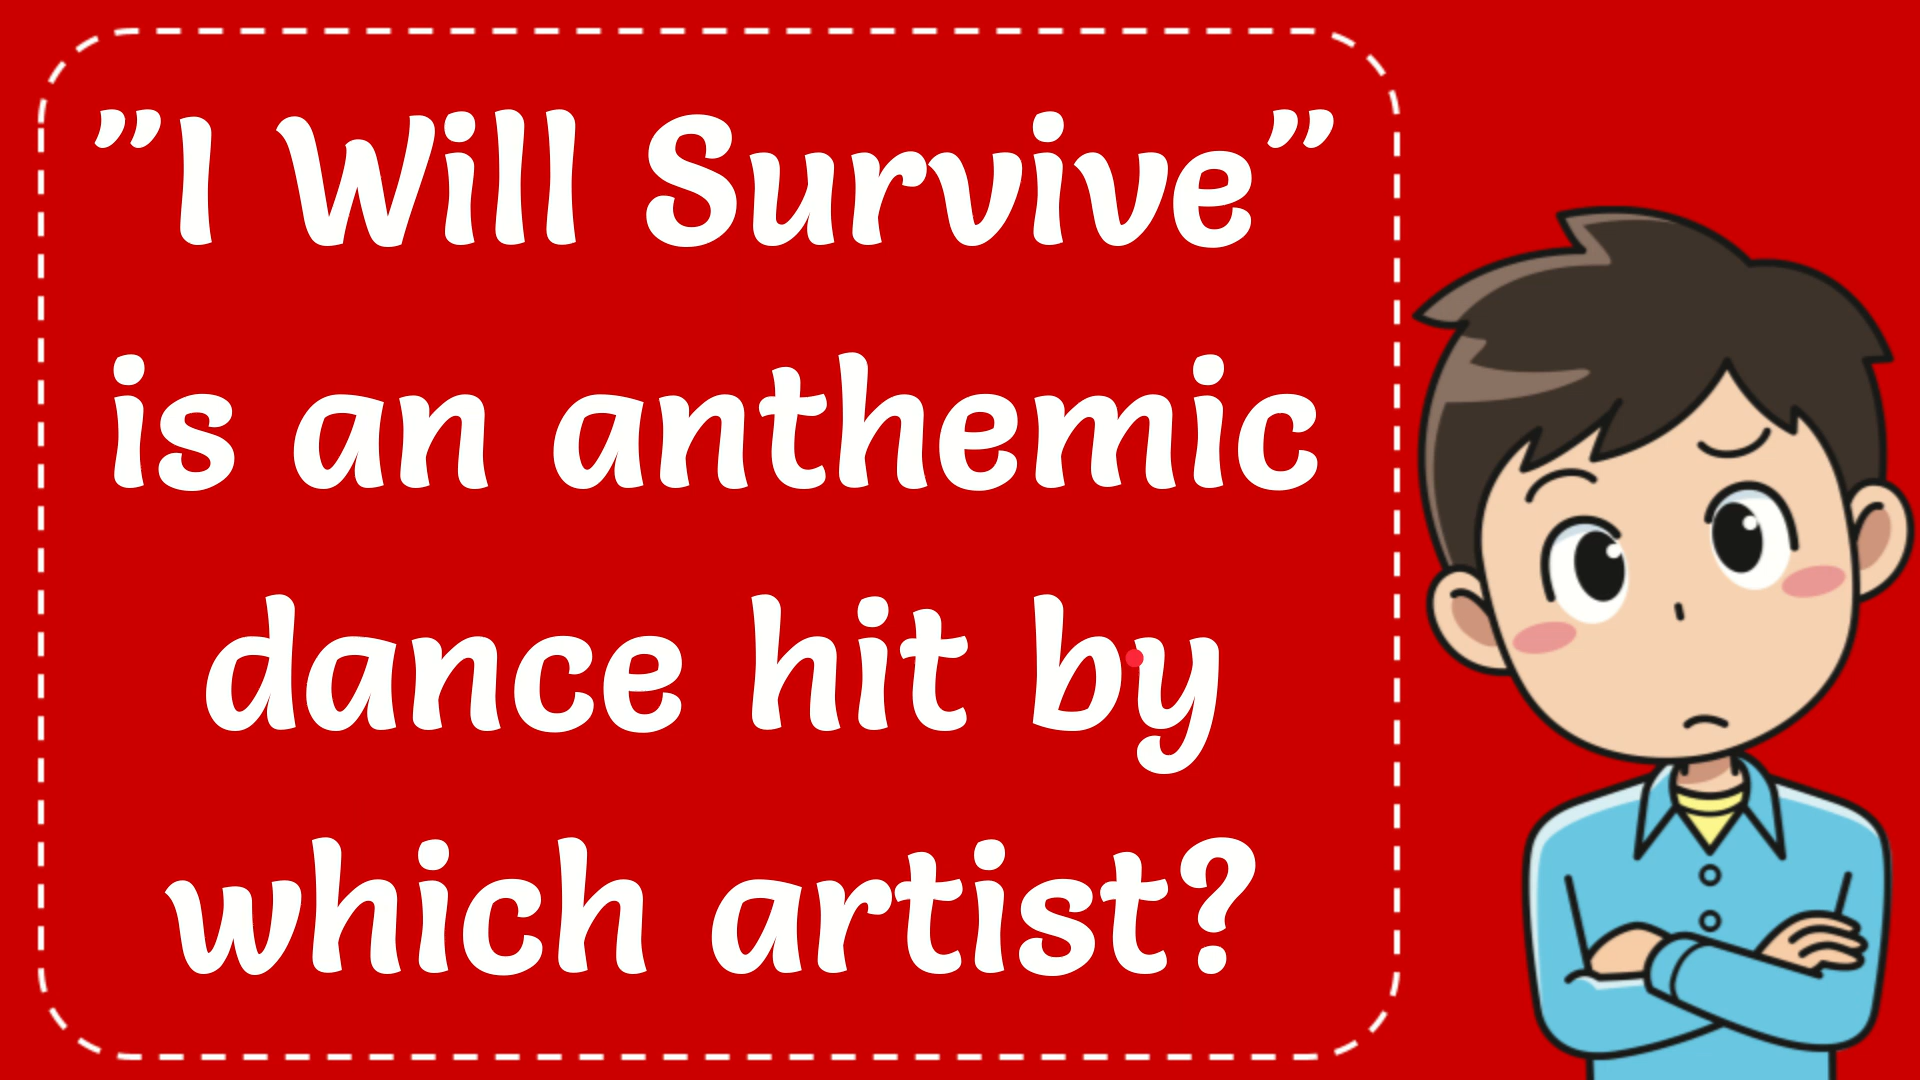 ”I Will Survive”
is an anthemic
dance hit by
which artist?